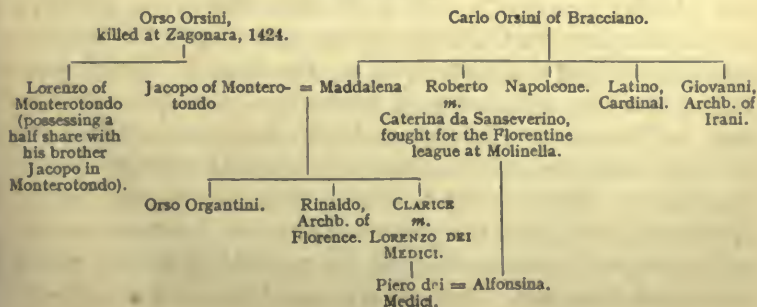 Orso Orsini,
killed at Zagonara, 1424.
Carlo Orsini of Bracciano.
Lorenzo of
Monterotondo
(possessing a
half share with
his brother
Jacopo in
Monterotondo).
Jacopo of Montero-
tondo
= Maddalena
Roberto
m.
Caterina da Sanseverino,
fought for the Florentine
league at Molinella.
Napoleone.
Latino,
Cardinal.
Giovanni,
Archb. of
Irani.
Orso Organtini.
Rinaldo,
Archb. of
Florence.
CLARICE
m.
LORENZO DEI
MEDICI.
Piero dei = Alfonsina.
Medici.